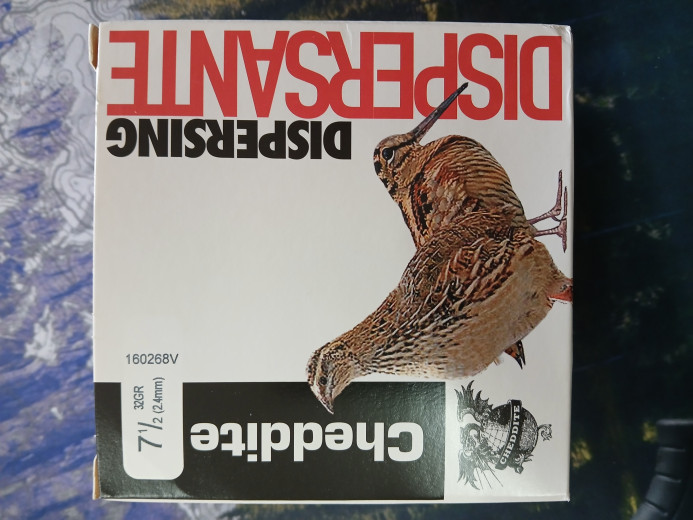 DISPERSANTE
DISPERSING
160268V
32GR
7 1/2 (2.4mm)
Cheddite
CHEDDITE